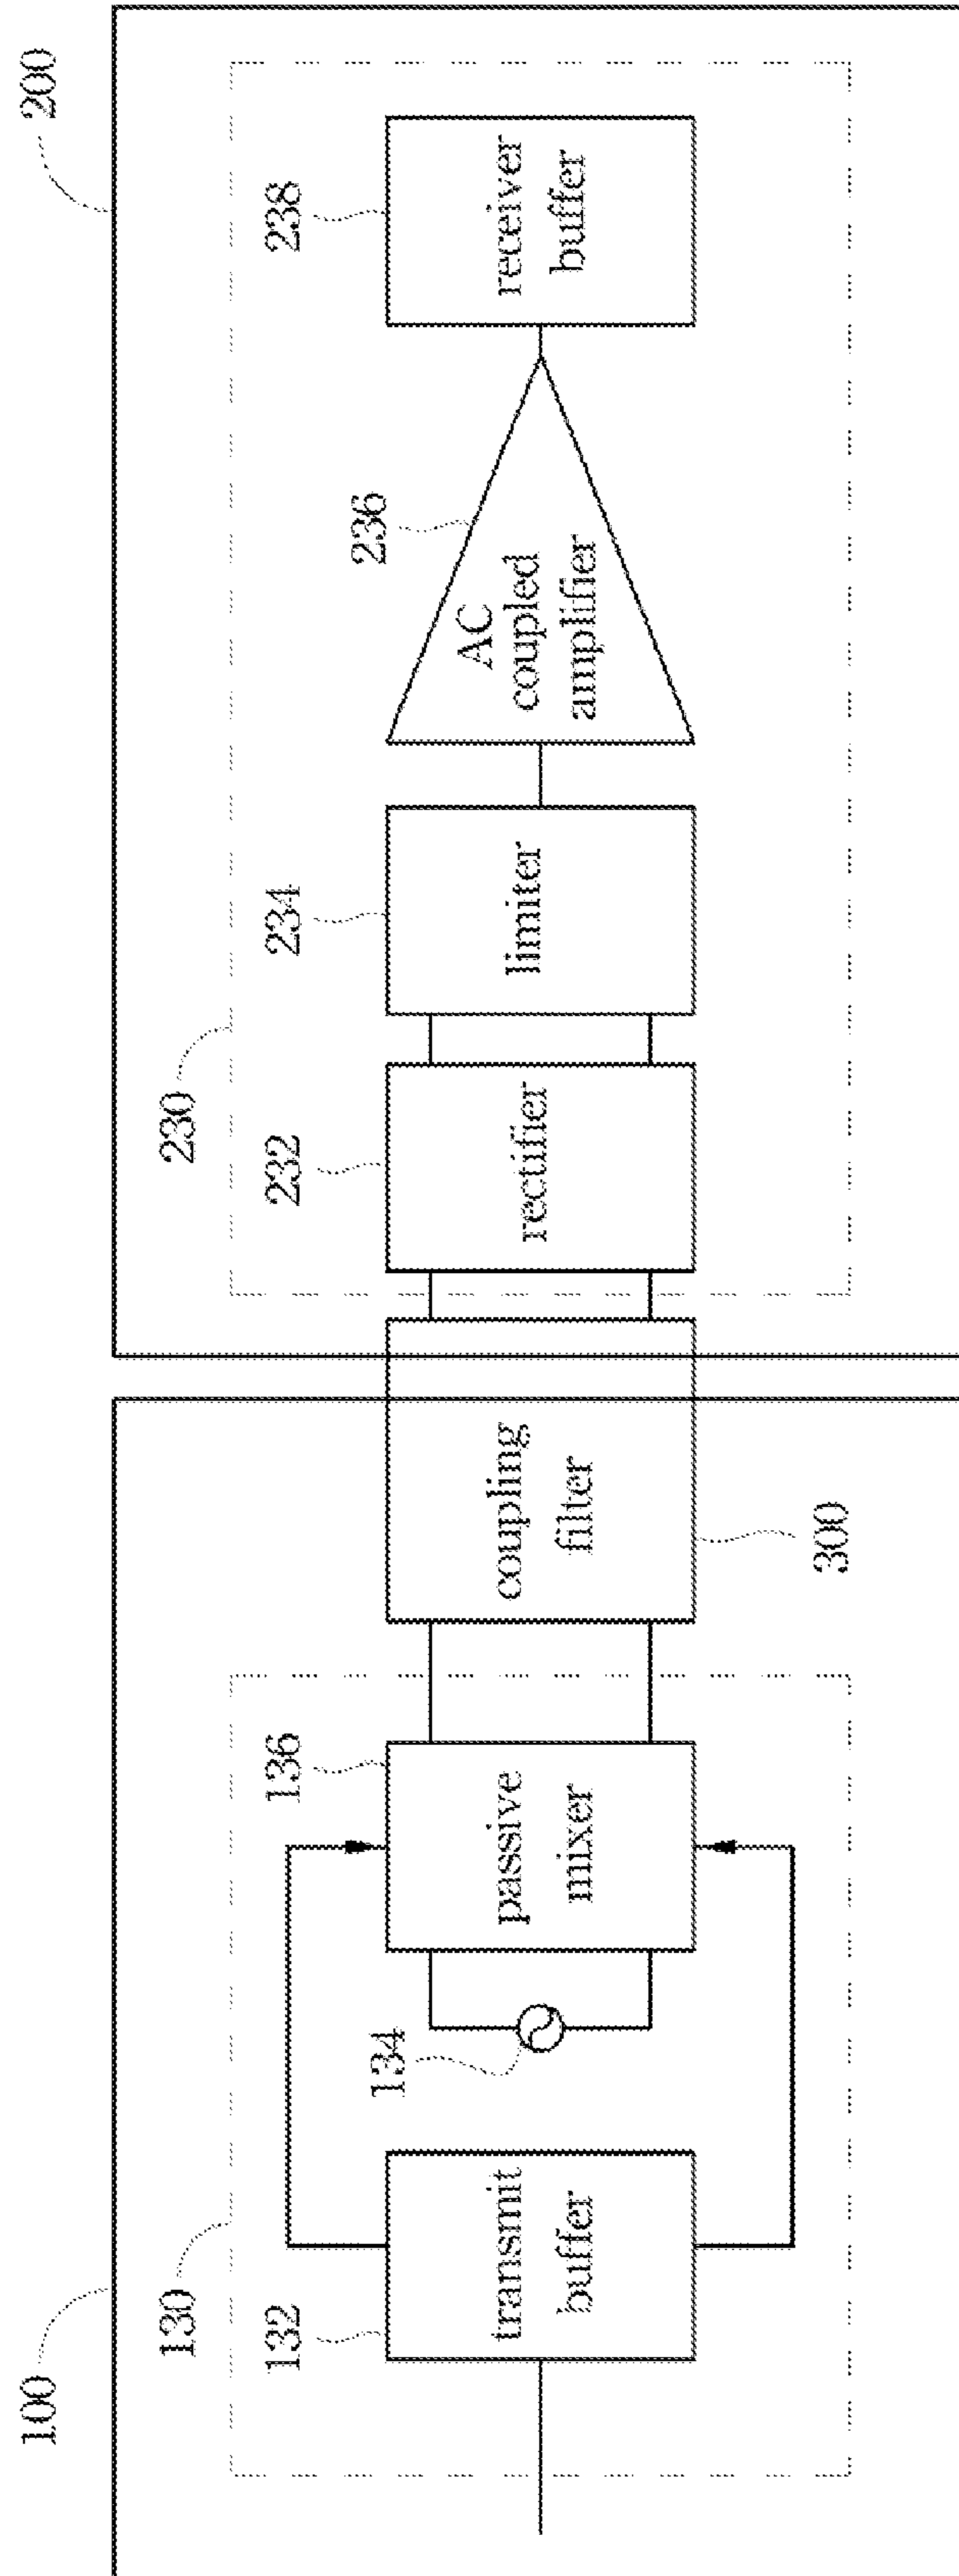 100
130
132
transmit
buffer
134
136
passive
mixer
coupling
filter
300
200
230
232
rectifier
234
limiter
236
AC
coupled
amplifier
238
receiver
buffer